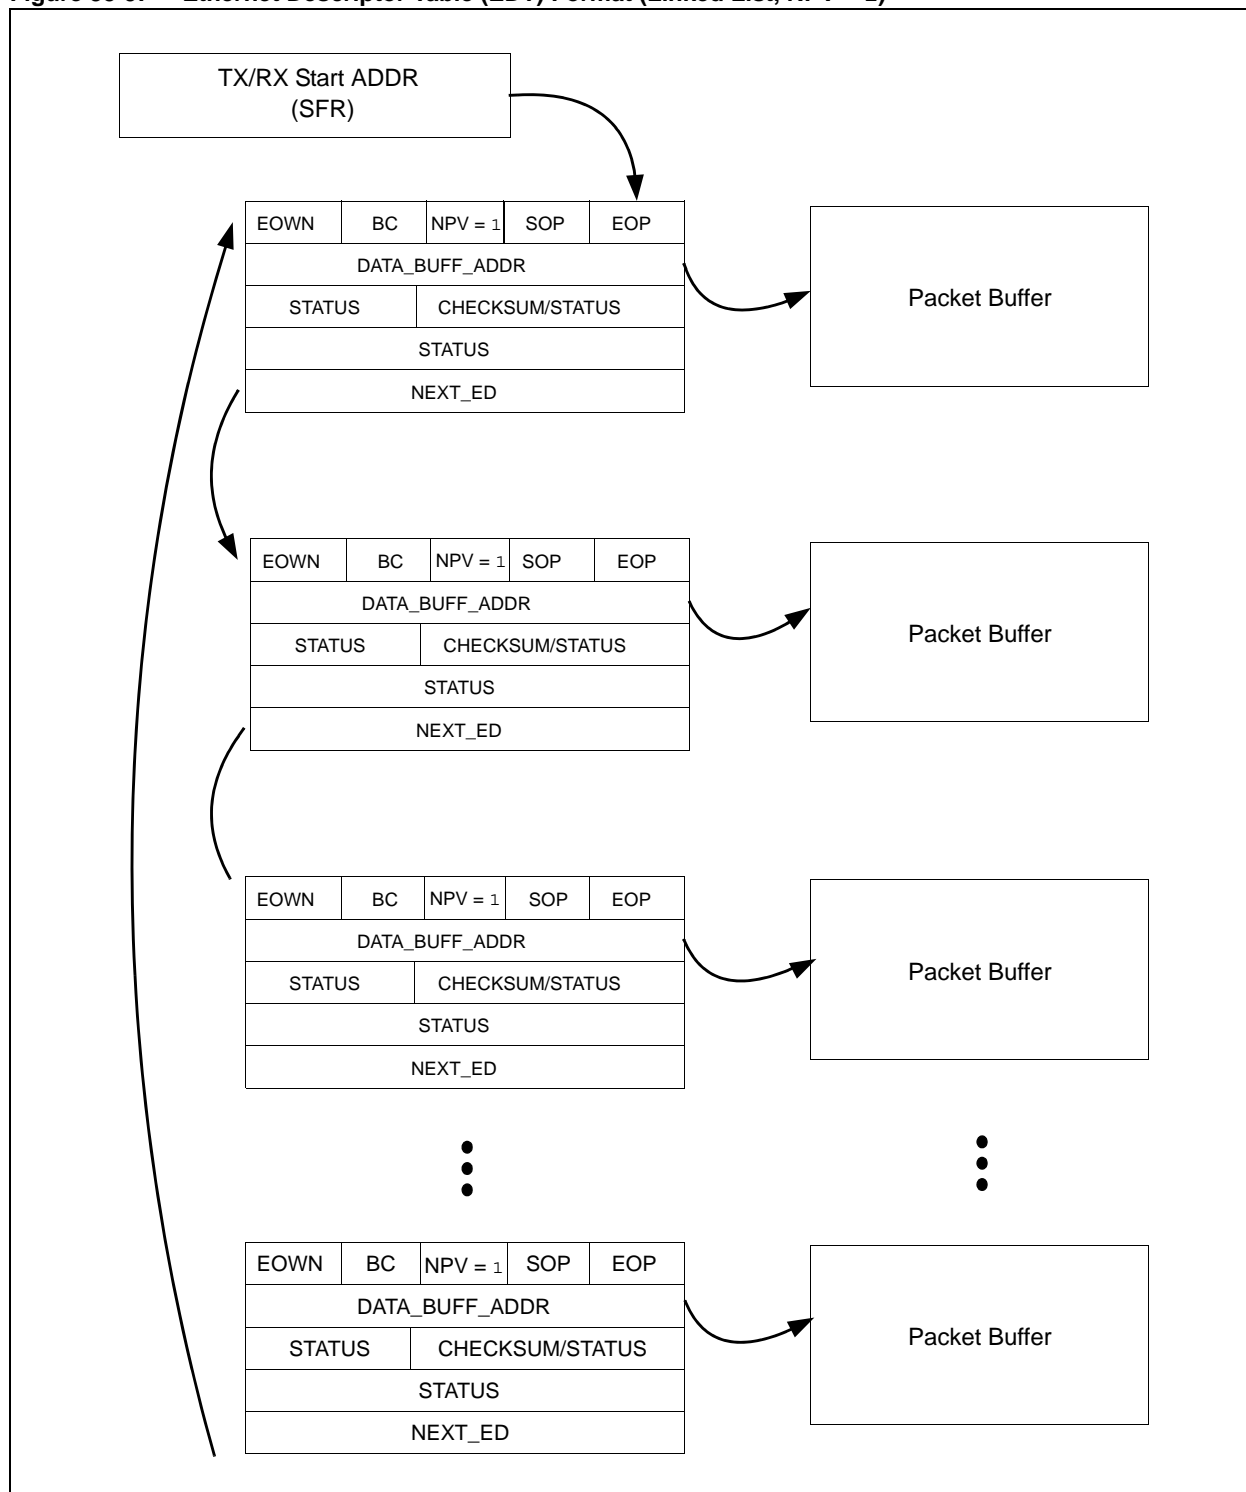 TX/RX Start ADDR
(SFR)
EOWN BC NPV = 1 SOP EOP
DATA_BUFF_ADDR
STATUS CHECKSUM/STATUS
STATUS
NEXT_ED
Packet Buffer
EOWN BC NPV = 1 SOP EOP
DATA_BUFF_ADDR
STATUS CHECKSUM/STATUS
STATUS
NEXT_ED
Packet Buffer
EOWN BC NPV = 1 SOP EOP
DATA_BUFF_ADDR
STATUS CHECKSUM/STATUS
STATUS
NEXT_ED
Packet Buffer
EOWN BC NPV = 1 SOP EOP
DATA_BUFF_ADDR
STATUS CHECKSUM/STATUS
STATUS
NEXT_ED
Packet Buffer